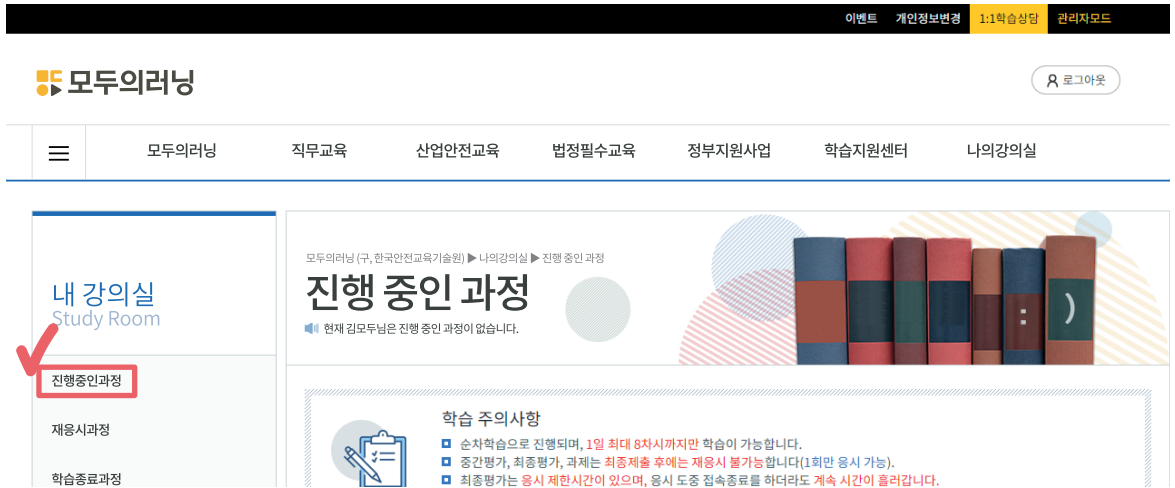 이벤트 개인정보변경 1:1학습상담 관리자모드
모두의러닝
로그아웃
모두의러닝 직무교육 산업안전교육 법정필수교육 정부지원사업 학습지원센터 나의강의실
내 강의실
Study Room
진행중인과정
재응시과정
학습종료과정
모두의러닝 (구, 한국안전교육기술원) ▶ 나의강의실 ▶ 진행 중인 과정
진행 중인 과정
현재 김모두님은 진행 중인 과정이 없습니다.
: )
학습 주의사항
순차학습으로 진행되며, 1일 최대 8차시까지만 학습이 가능합니다.
중간평가, 최종평가, 과제는 최종제출 후에는 재응시 불가능합니다(1회만 응시 가능).
최종평가는 응시 제한시간이 있으며, 응시 도중 접속종료를 하더라도 계속 시간이 흘러갑니다.